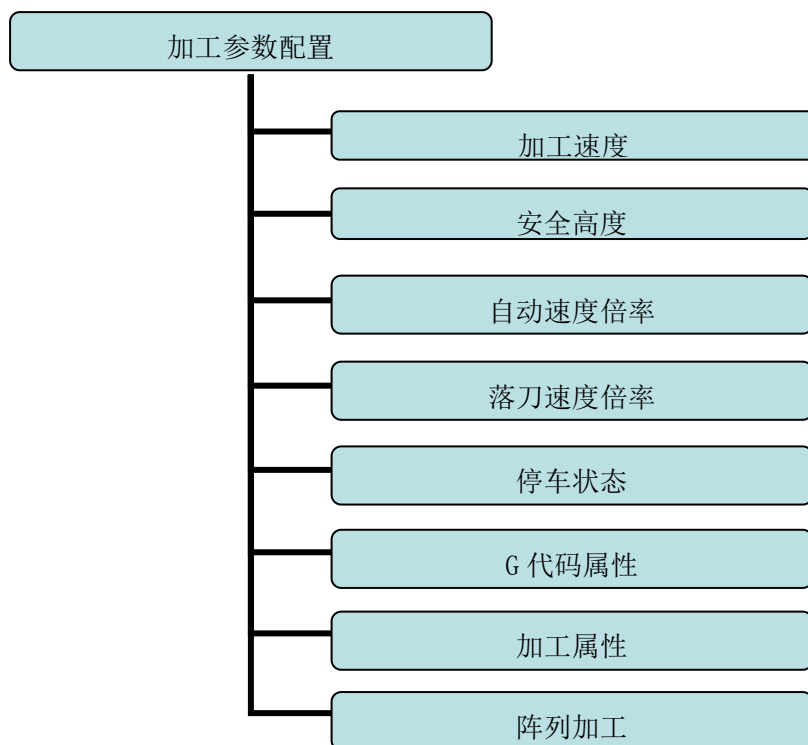 加工参数配置
加工速度
安全高度
自动速度倍率
落刀速度倍率
停车状态
G 代码属性
加工属性
阵列加工